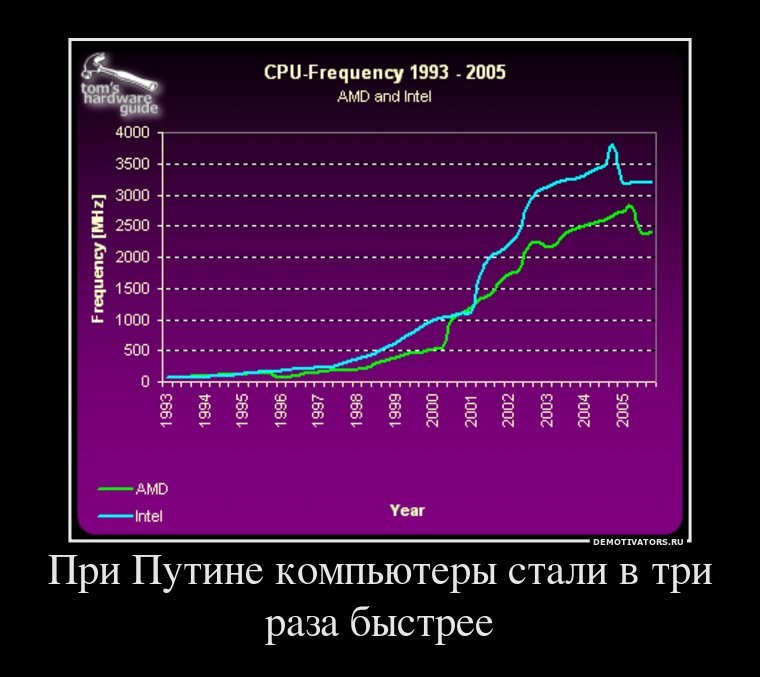 tom's
hardware
guide
CPU-Frequency 1993 - 2005
AMD and Intel
4000
3500
3000
2500
2000
1500
1000
500
0
Frequency [MHz]
1993
1994
1995
1996
1997
1998
1999
2000
2001
2002
2003
2004
2005
AMD
Intel
Year
DEMOTIVATORS.RU
При Путине компьютеры стали в три
раза быстрее